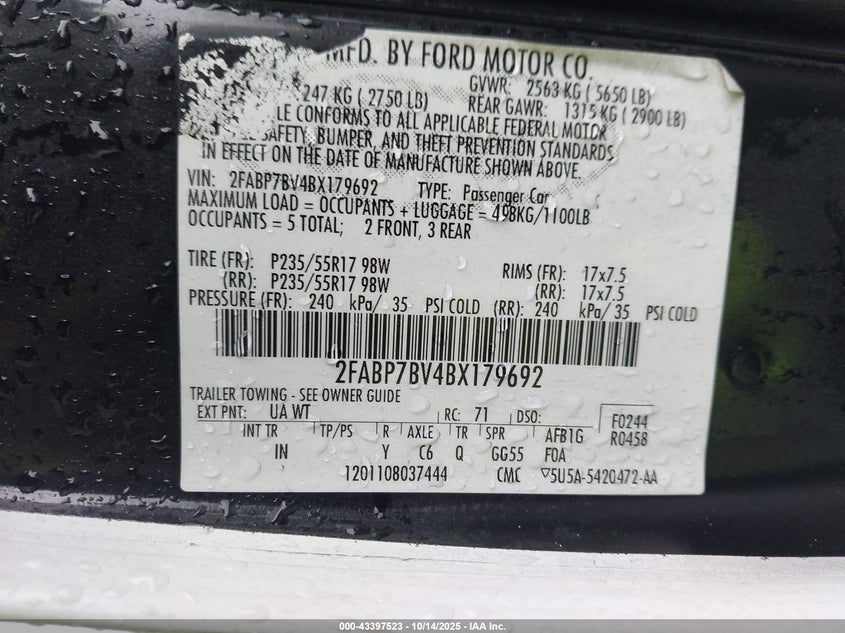 MFD. BY FORD MOTOR CO.
GVWR: 2563 KG ( 5650 LB)
247 KG ( 2750 LB) REAR GAWR: 1315 KG ( 2900 LB)
LE CONFORMS TO ALL APPLICABLE FEDERAL MOTOR
SAFETY, BUMPER, AND THEFT PREVENTION STANDARDS
IN EFFECT ON THE DATE OF MANUFACTURE SHOWN ABOVE.
VIN: 2FABP7BV4BX179692 TYPE: Passenger Car
MAXIMUM LOAD = OCCUPANTS + LUGGAGE = 498KG/1100LB
OCCUPANTS = 5 TOTAL; 2 FRONT, 3 REAR
TIRE (FR): P235/55R17 98W RIMS (FR): 17x7.5
(RR): P235/55R17 98W (RR): 17x7.5
PRESSURE (FR): 240 kPa/ 35 PSI COLD (RR): 240 kPa/ 35 PSI COLD
2FABP7BV4BX179692
TRAILER TOWING - SEE OWNER GUIDE
EXT PNT: UA WT RC: 71 DSO: F0244
R0458
INT TR TP/PS R AXLE TR SPR AFB1G
IN Y C6 Q GG55 FOA
1201108037444 CMC ▽5U5A-5420472-AA
000-43397523 - 10/14/2025 - IAA Inc.